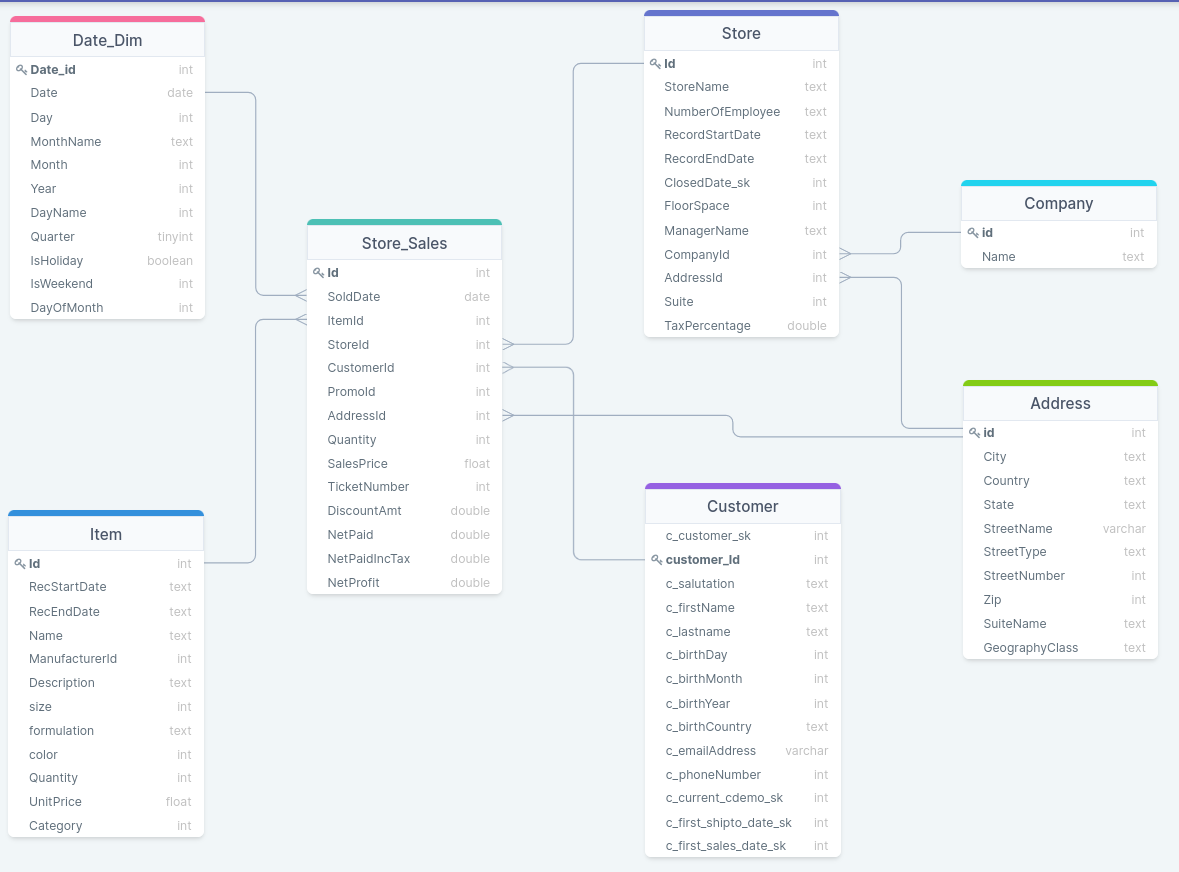 Date_Dim
Date_id int
Date date
Day int
MonthName text
Month int
Year int
DayName int
Quarter tinyint
IsHoliday boolean
IsWeekend int
DayOfMonth int
Store_Sales
Id int
SoldDate date
ItemId int
StoreId int
CustomerId int
PromoId int
AddressId int
Quantity int
SalesPrice float
TicketNumber int
DiscountAmt double
NetPaid double
NetPaidIncTax double
NetProfit double
Item
Id int
RecStartDate text
RecEndDate text
Name text
ManufacturerId int
Description text
size int
formulation text
color int
Quantity int
UnitPrice float
Category int
Store
Id int
StoreName text
NumberOfEmployee text
RecordStartDate text
RecordEndDate text
ClosedDate_sk int
FloorSpace int
ManagerName text
CompanyId int
AddressId int
Suite int
TaxPercentage double
Customer
c_customer_sk int
customer_Id int
c_salutation text
c_firstName text
c_lastname text
c_birthDay int
c_birthMonth int
c_birthYear int
c_birthCountry text
c_emailAddress varchar
c_phoneNumber int
c_current_cdemo_sk int
c_first_shipto_date_sk int
c_first_sales_date_sk int
Company
id int
Name text
Address
id int
City text
Country text
State text
StreetName varchar
StreetType text
StreetNumber int
Zip int
SuiteName text
GeographyClass text